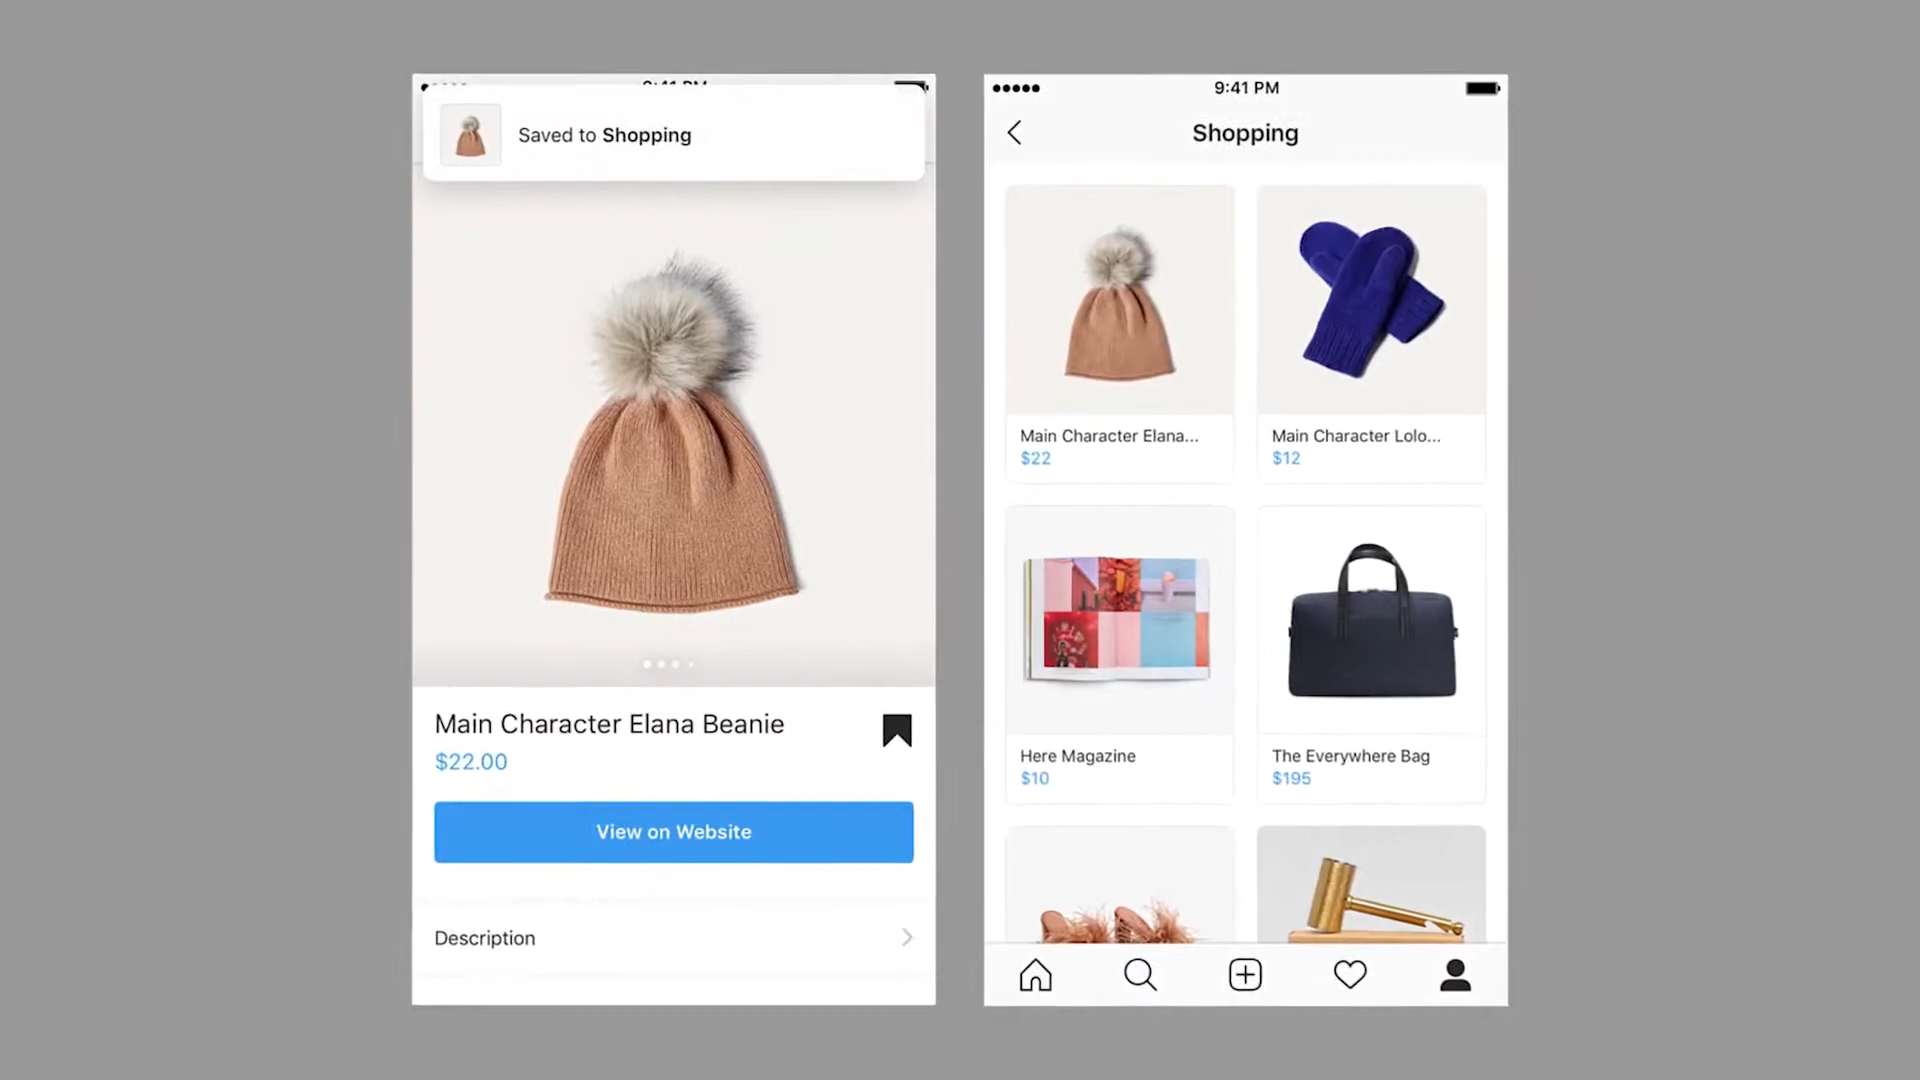 Saved to Shopping
Main Character Elana Beanie
$22.00
View on Website
Description
9:41 PM
Shopping
Main Character Elana...
$22
Main Character Lolo...
$12
Here Magazine
$10
The Everywhere Bag
$195